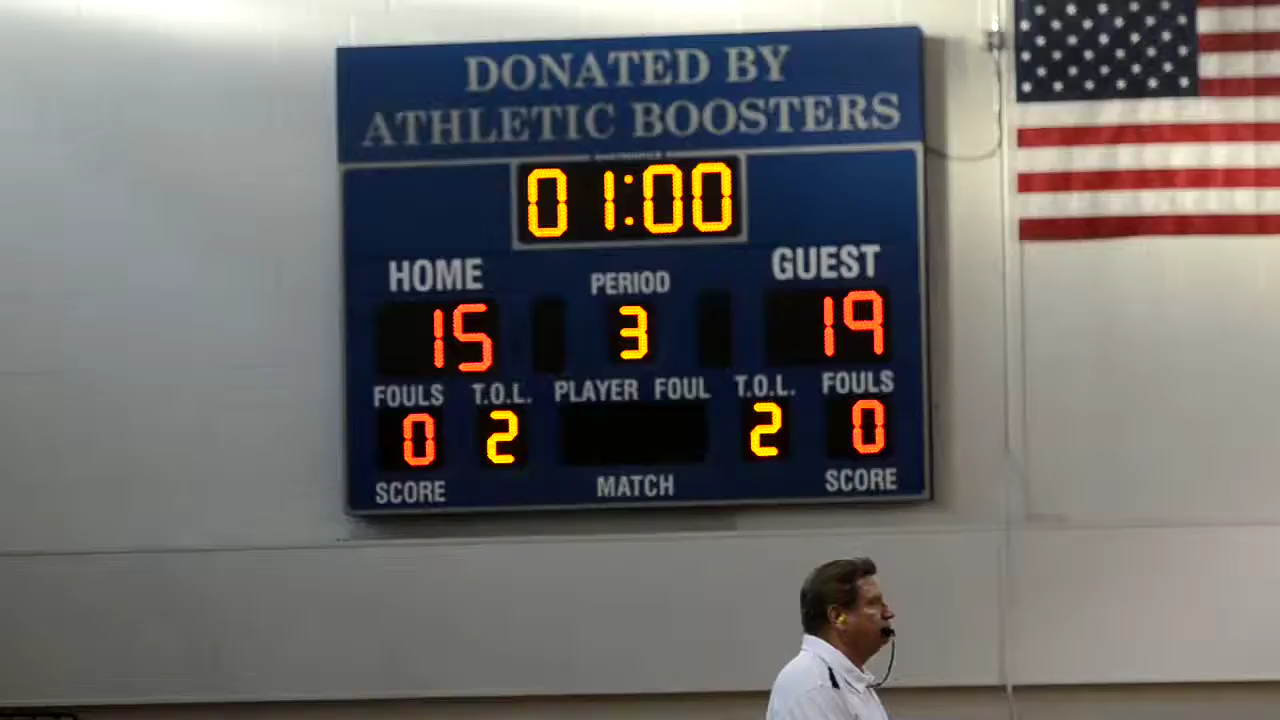 DONATED BY
ATHLETIC BOOSTERS
01:00
HOME PERIOD GUEST
15 3 19
FOULS T.O.L. PLAYER FOUL T.O.L. FOULS
0 2 2 0
SCORE MATCH SCORE